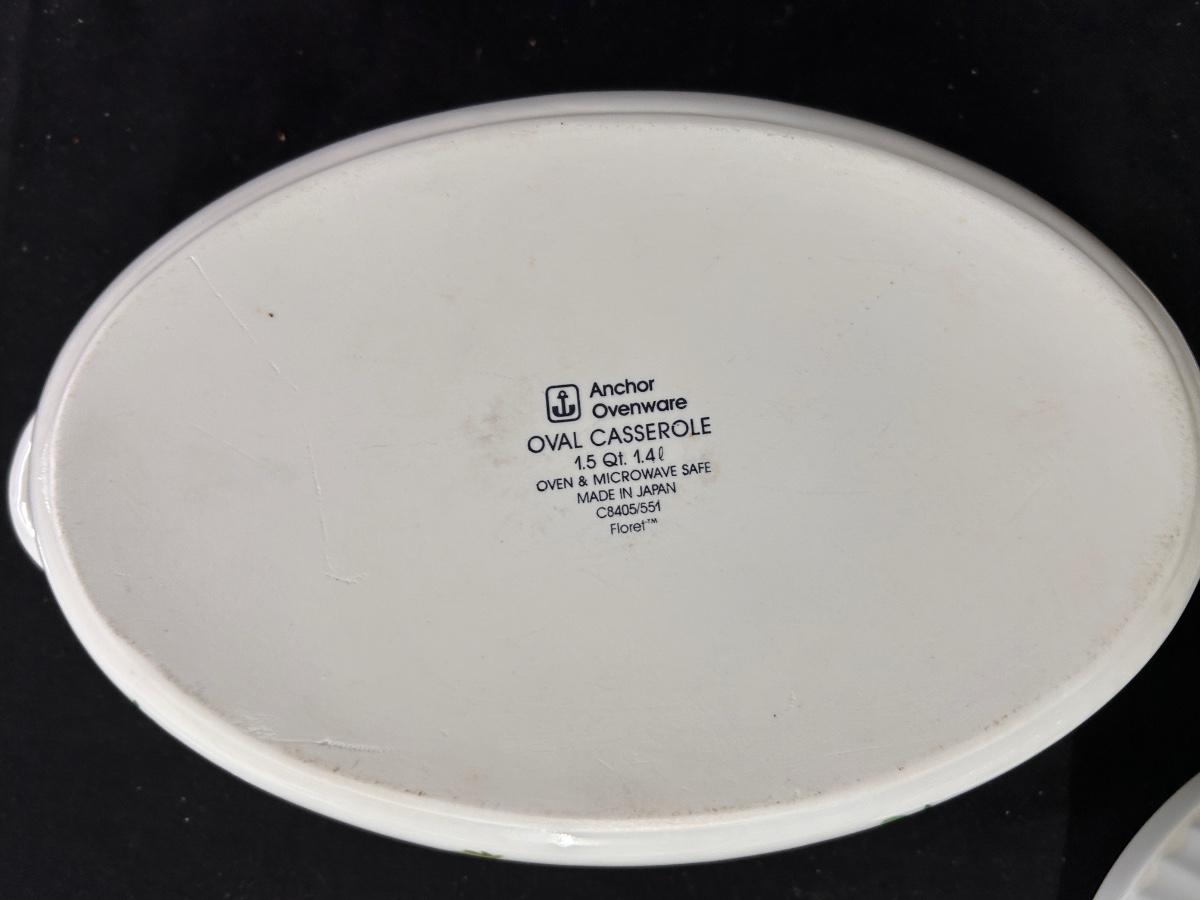 Anchor
Ovenware
OVAL CASSEROLE
1.5 Qt. 1.4ℓ
OVEN & MICROWAVE SAFE
MADE IN JAPAN
C8405/551
Floret™